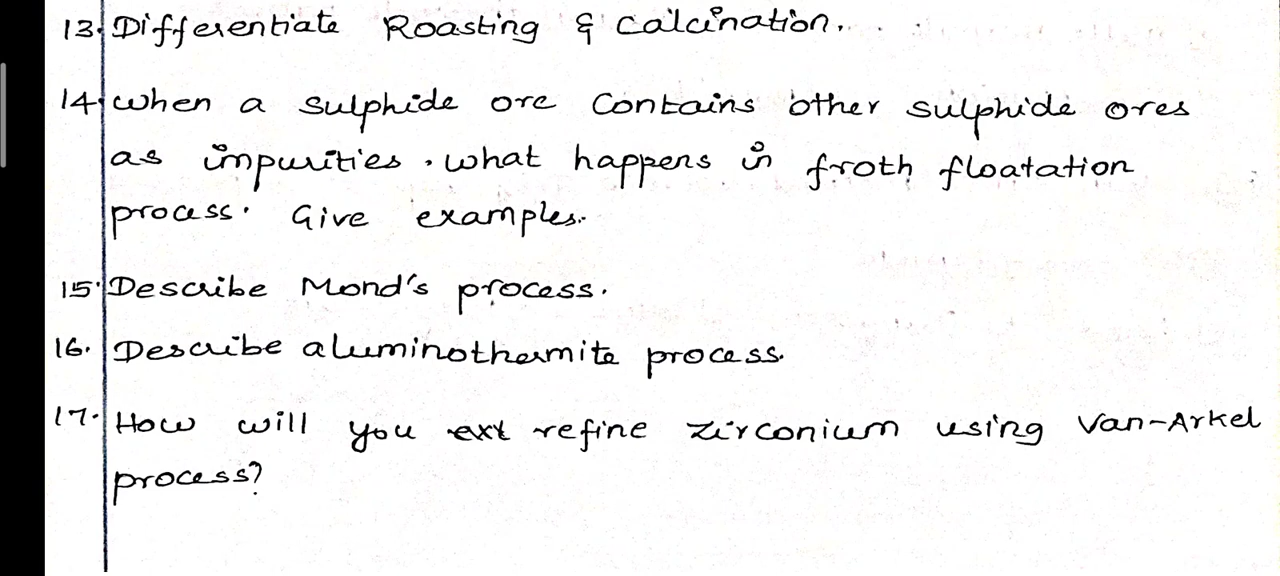 13. Differentiate Roasting & Calcination.
14. When a sulphide ore contains other sulphide ores
as impurities. what happens in froth floatation
process. Give examples.
15. Describe Mond's process.
16. Describe aluminothermite process.
17. How will you ext refine zirconium using Van-Arkel
process?